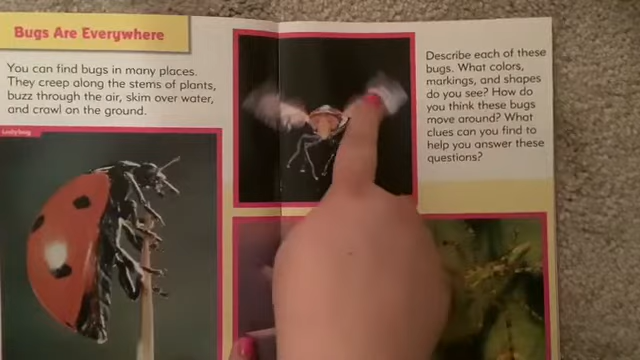 Bugs Are Everywhere
You can find bugs in many places.
They creep along the stems of plants,
buzz through the air, skim over water,
and crawl on the ground.
Ladybug
Describe each of these
bugs. What colors,
markings, and shapes
do you see? How do
you think these bugs
move around? What
clues can you find to
help you answer these
questions?